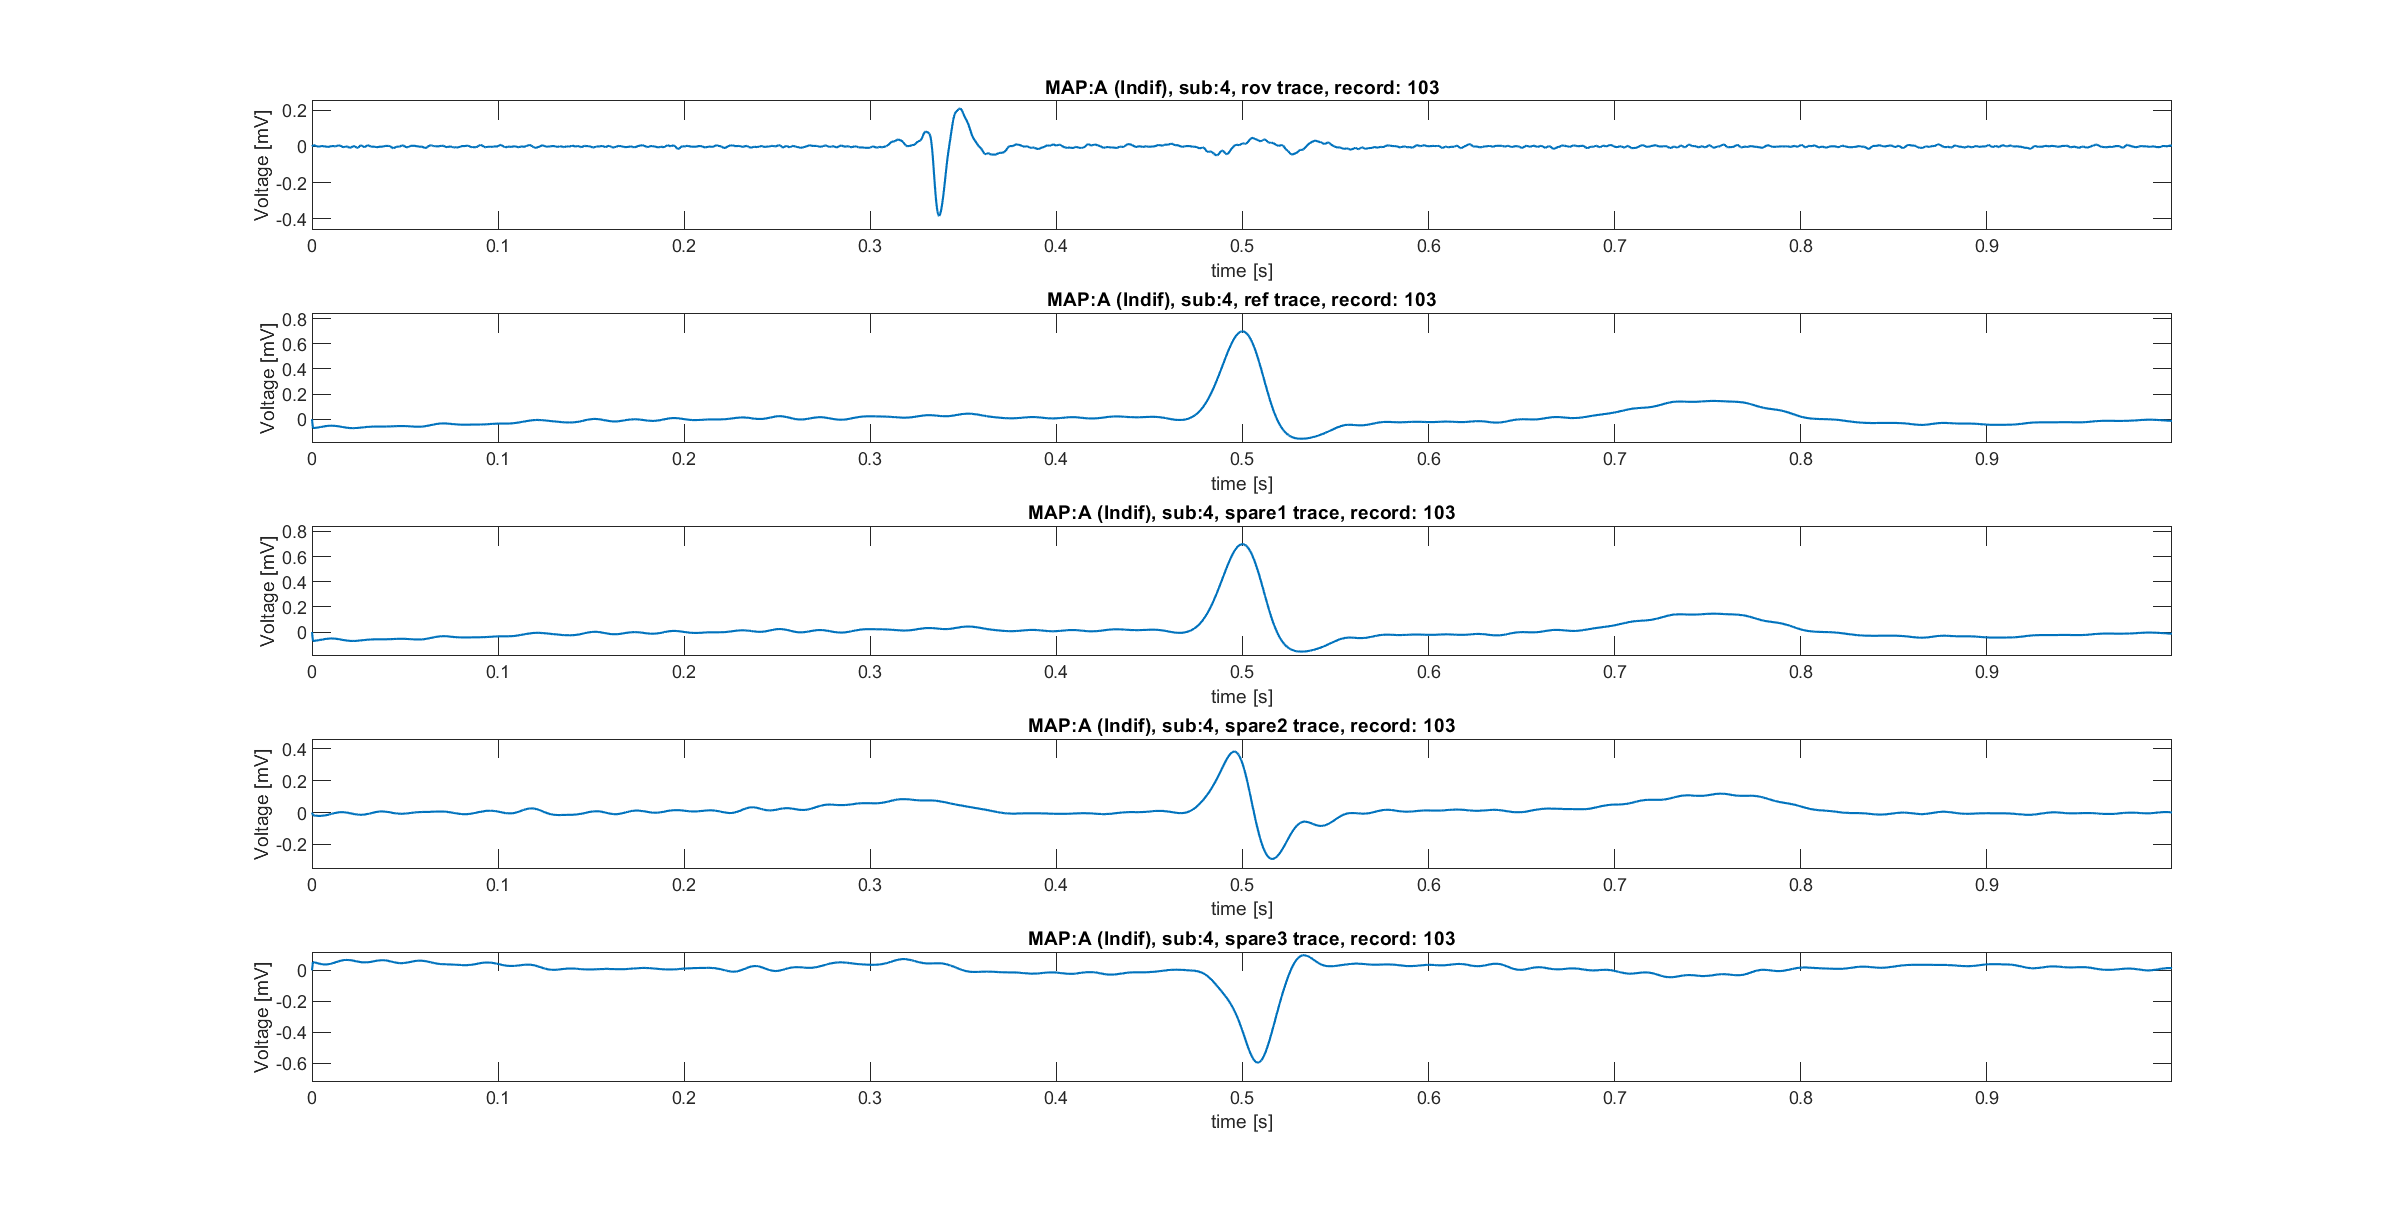 MAP:A (Indif), sub:4, rov trace, record: 103
Voltage [mV]
0.2
0
-0.2
-0.4
0 0.1 0.2 0.3 0.4 0.5 0.6 0.7 0.8 0.9
time [s]
MAP:A (Indif), sub:4, ref trace, record: 103
Voltage [mV]
0.8
0.6
0.4
0.2
0
0 0.1 0.2 0.3 0.4 0.5 0.6 0.7 0.8 0.9
time [s]
MAP:A (Indif), sub:4, spare1 trace, record: 103
Voltage [mV]
0.8
0.6
0.4
0.2
0
0 0.1 0.2 0.3 0.4 0.5 0.6 0.7 0.8 0.9
time [s]
MAP:A (Indif), sub:4, spare2 trace, record: 103
Voltage [mV]
0.4
0.2
0
-0.2
0 0.1 0.2 0.3 0.4 0.5 0.6 0.7 0.8 0.9
time [s]
MAP:A (Indif), sub:4, spare3 trace, record: 103
Voltage [mV]
0
-0.2
-0.4
-0.6
0 0.1 0.2 0.3 0.4 0.5 0.6 0.7 0.8 0.9
time [s]